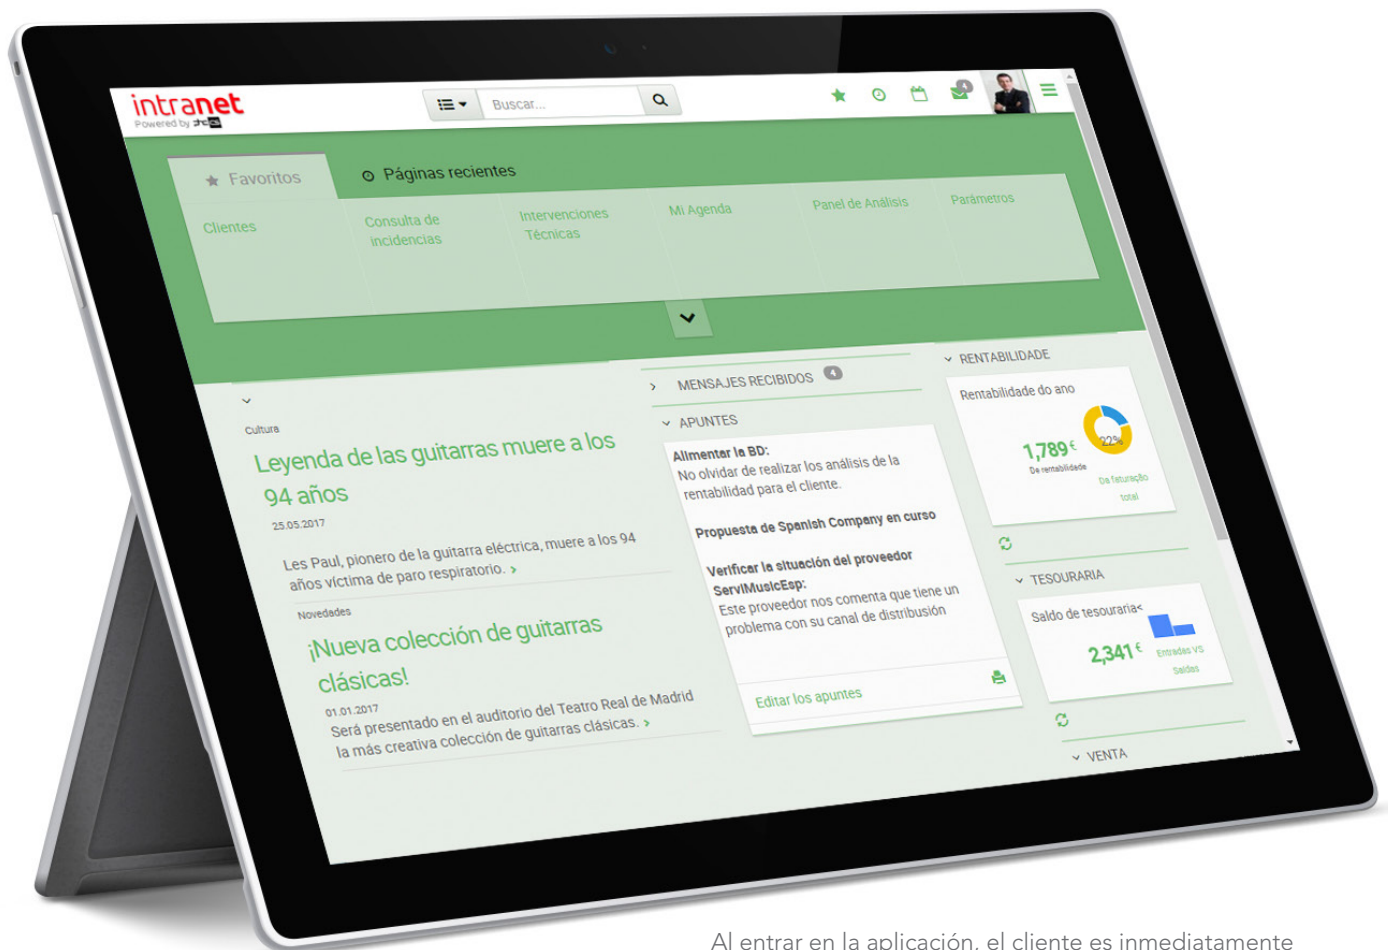 intranet
Powered by phc
Buscar...
4
Favoritos
Páginas recientes
Clientes
Consulta de
incidencias
Intervenciones
Técnicas
Mi Agenda
Panel de Análisis
Parámetros
Cultura
Leyenda de las guitarras muere a los
94 años
25.05.2017
Les Paul, pionero de la guitarra eléctrica, muere a los 94
años víctima de paro respiratorio. >
Novedades
¡Nueva colección de guitarras
clásicas!
01.01.2017
Será presentado en el auditorio del Teatro Real de Madrid
la más creativa colección de guitarras clásicas. >
MENSAJES RECIBIDOS 4
APUNTES
Alimentar la BD:
No olvidar de realizar los análisis de la
rentabilidad para el cliente.
Propuesta de Spanish Company en curso
Verificar la situación del proveedor
ServiMusicEsp:
Este proveedor nos comenta que tiene un
problema con su canal de distribusión
Editar los apuntes
RENTABILIDADE
Rentabilidade do ano
1,789 €
De rentabilidade
22%
Da faturação
total
TESOURARIA
Saldo de tesouraria<
2,341 €
Entradas VS
Saidas
VENTA
Al entrar en la aplicación, el cliente es inmediatamente